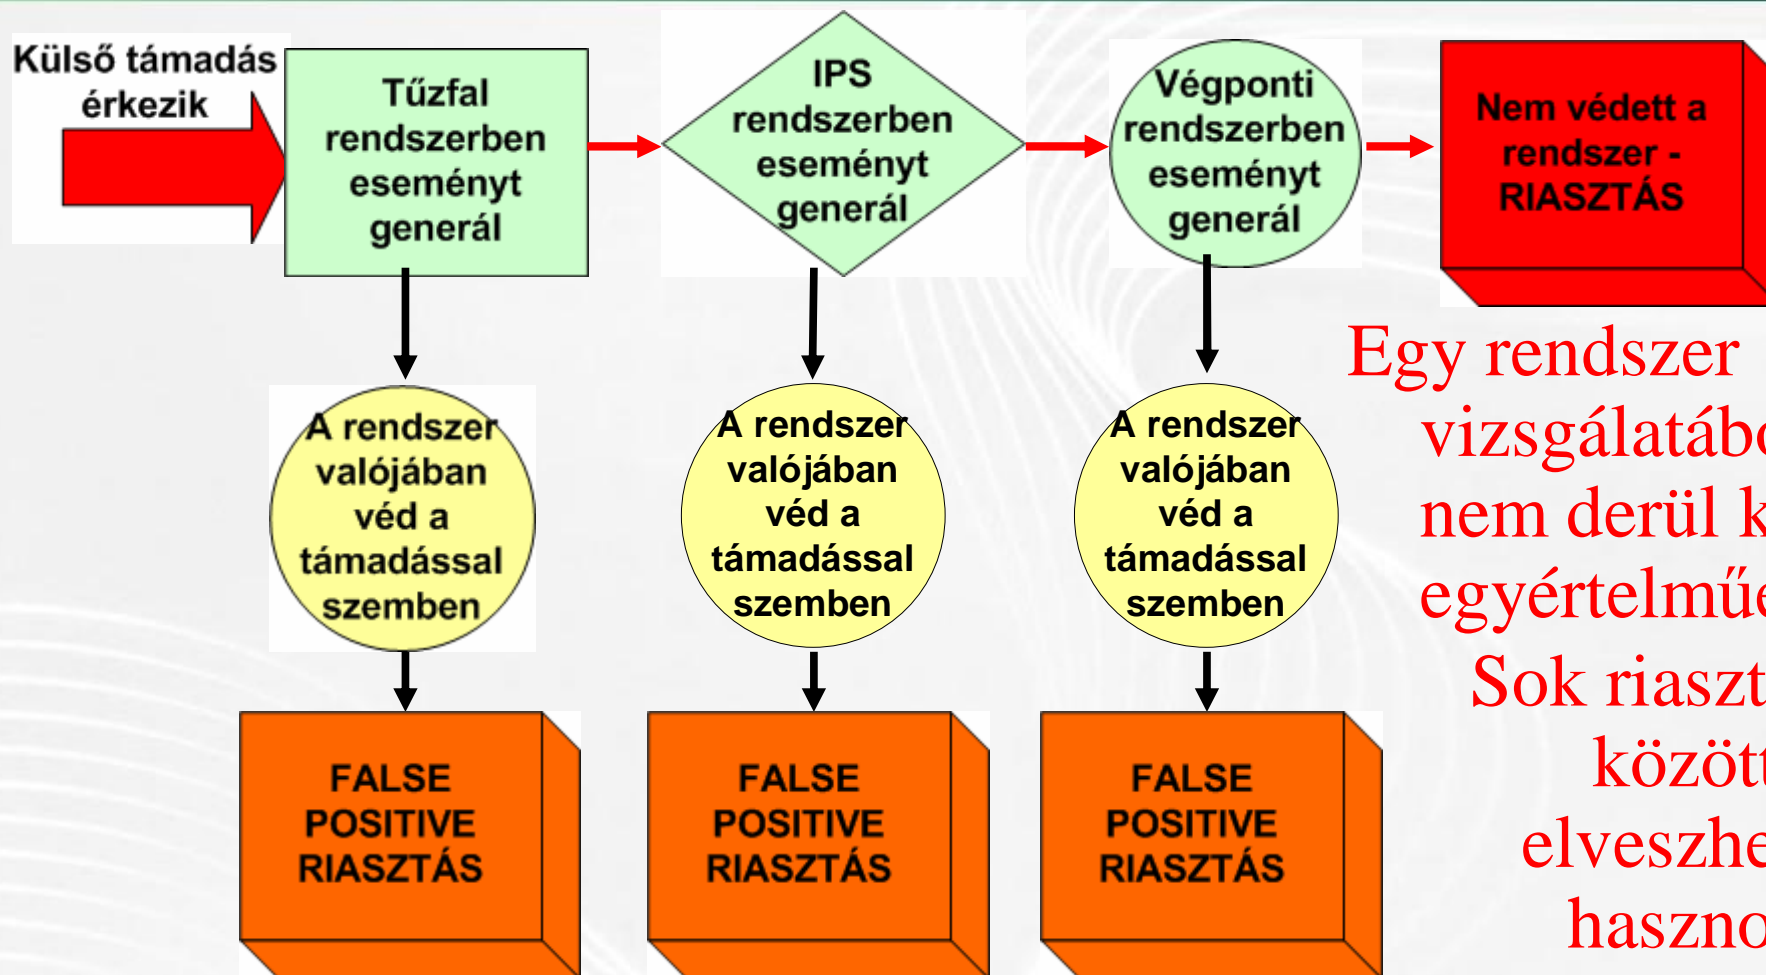 Külső támadás
érkezik
Tűzfal
rendszerben
eseményt
generál
IPS
rendszerben
eseményt
generál
Végponti
rendszerben
eseményt
generál
Nem védett a
rendszer -
RIASZTÁS
A rendszer
valójában
véd a
támadással
szemben
A rendszer
valójában
véd a
támadással
szemben
A rendszer
valójában
véd a
támadással
szemben
FALSE
POSITIVE
RIASZTÁS
FALSE
POSITIVE
RIASZTÁS
FALSE
POSITIVE
RIASZTÁS
Egy rendszer
nem derül
Sok
között